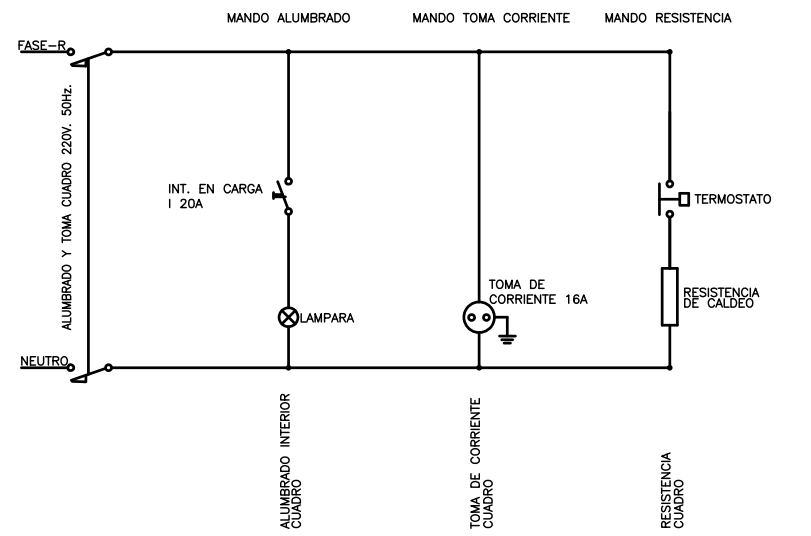 MANDO ALUMBRADO
MANDO TOMA CORRIENTE
MANDO RESISTENCIA
FASE-R
ALUMBRADO Y TOMA CUADRO 220V. 50Hz.
INT. EN CARGA
I 20A
TERMOSTATO
TOMA DE
CORRIENTE 16A
RESISTENCIA
DE CALDEO
LAMPARA
NEUTRO
ALUMBRADO INTERIOR
CUADRO
TOMA DE CORRIENTE
CUADRO
RESISTENCIA
CUADRO